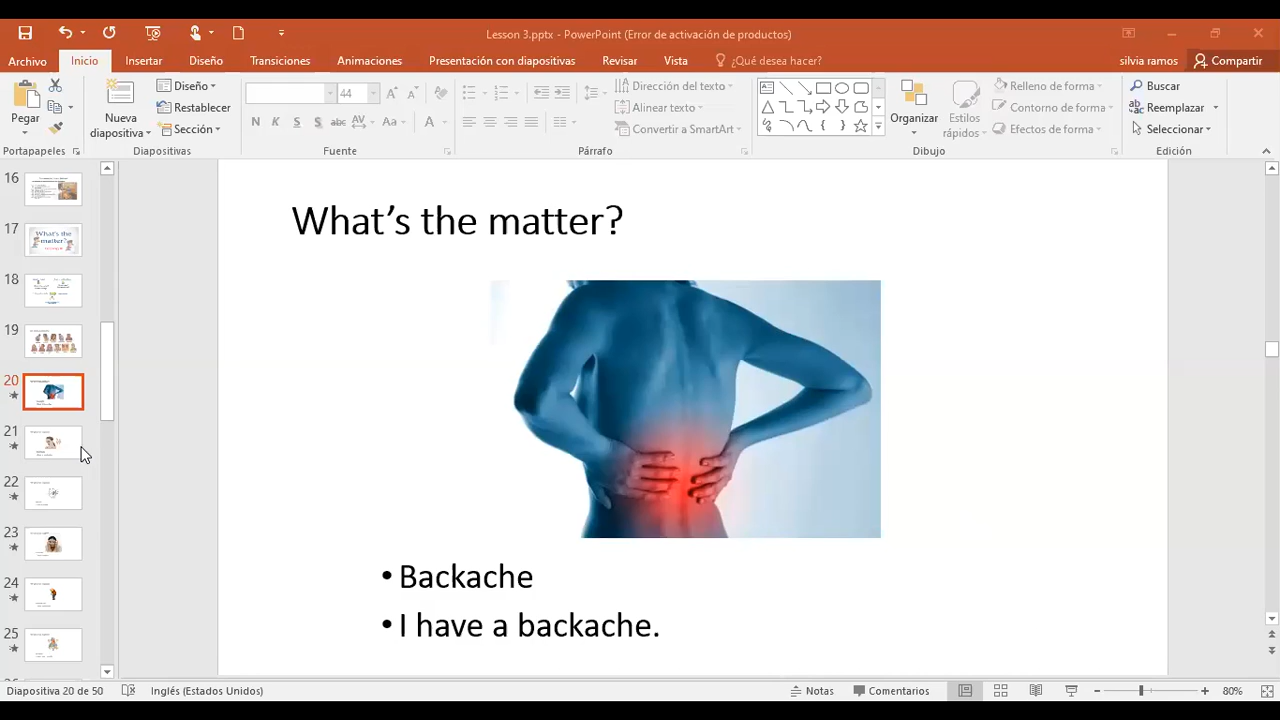 Lesson 3.pptx - PowerPoint (Error de activación de productos)
Archivo Inicio Insertar Diseño Transiciones Animaciones Presentación con diapositivas Revisar Vista ¿Qué desea hacer? silvia ramos Compartir
Pegar
Portapapeles
Nueva diapositiva
Diseño
Restablecer
Sección
Diapositivas
44
N K S S abc AV Aa A
Fuente
Dirección del texto
Alinear texto
Convertir a SmartArt
Párrafo
Organizar
Estilos rápidos
Relleno de forma
Contorno de forma
Efectos de forma
Dibujo
Buscar
Reemplazar
Seleccionar
Edición
16
17
What's the
matter?
18
19
20
21
22
23
24
25
What’s the matter?
• Backache
• I have a backache.
Diapositiva 20 de 50 Inglés (Estados Unidos) Notas Comentarios 80%